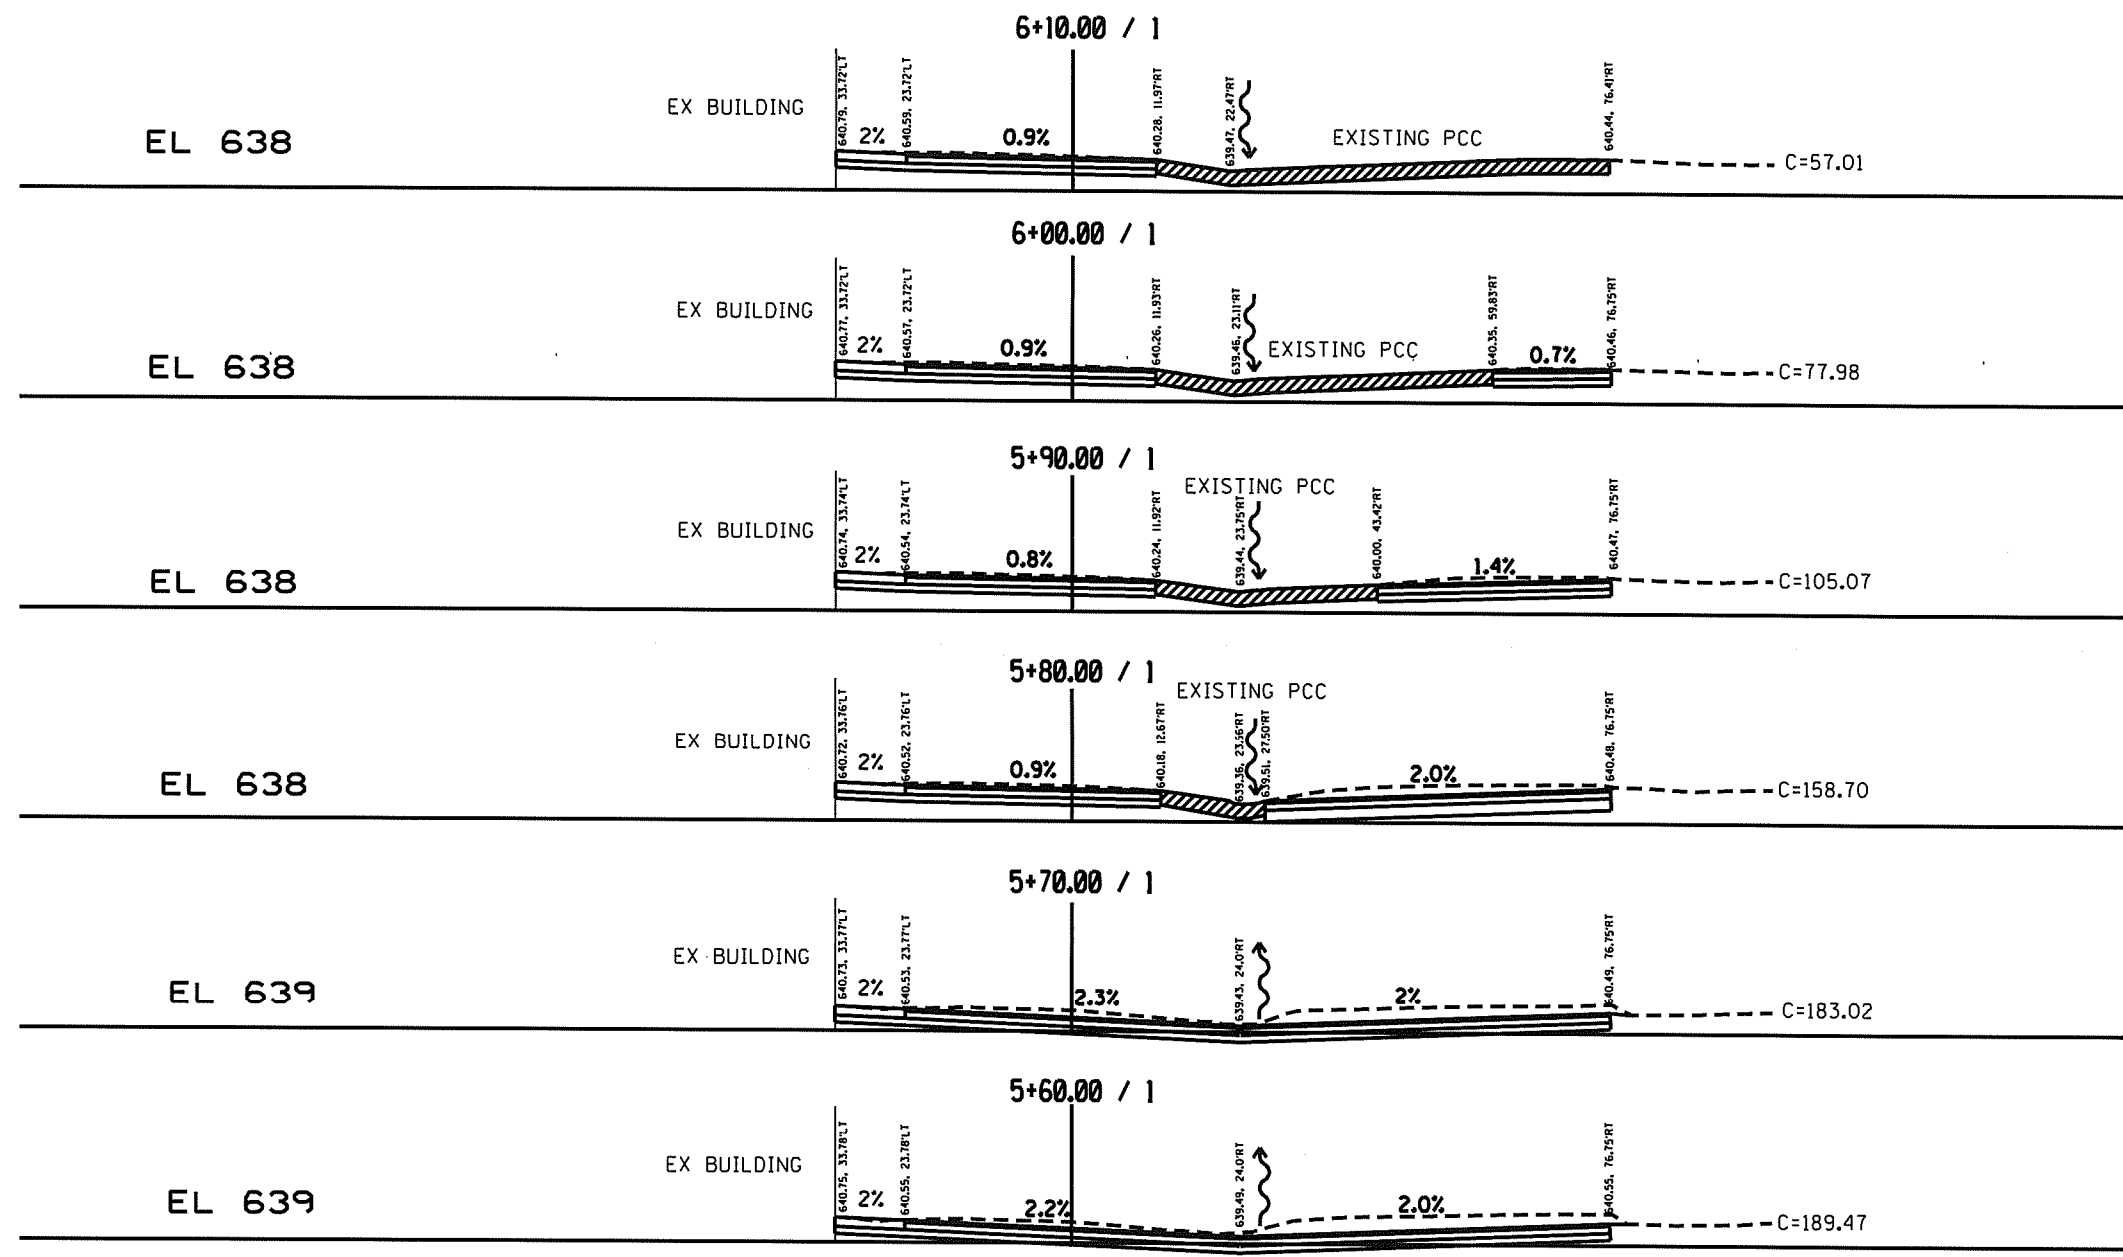 6+10.00 / 1
640.79, 33.72'LT
640.59, 23.72'LT
640.28, 11.97'RT
639.47, 22.47'RT
640.44, 76.41'RT
EX BUILDING
EL 638
2%
0.9%
EXISTING PCC
C=57.01
6+00.00 / 1
640.77, 33.72'LT
640.57, 23.72'LT
640.26, 11.93'RT
639.46, 23.11'RT
640.35, 59.83'RT
640.46, 76.75'RT
EX BUILDING
EL 638
2%
0.9%
EXISTING PCC
0.7%
C=77.98
5+90.00 / 1
EXISTING PCC
640.74, 33.74'LT
640.54, 23.74'LT
640.24, 11.92'RT
639.44, 23.75'RT
640.00, 43.42'RT
640.47, 76.75'RT
EX BUILDING
EL 638
2%
0.8%
1.4%
C=105.07
5+80.00 / 1
EXISTING PCC
640.72, 33.76'LT
640.52, 23.76'LT
640.18, 12.67'RT
639.36, 23.56'RT
639.51, 27.50'RT
640.48, 76.75'RT
EX BUILDING
EL 638
2%
0.9%
2.0%
C=158.70
5+70.00 / 1
640.73, 33.77'LT
640.53, 23.77'LT
639.43, 24.0'RT
640.49, 76.75'RT
EX BUILDING
EL 639
2%
2.3%
2%
C=183.02
5+60.00 / 1
640.75, 33.78'LT
640.55, 23.78'LT
639.49, 24.0'RT
640.55, 76.75'RT
EX BUILDING
EL 639
2%
2.2%
2.0%
C=189.47